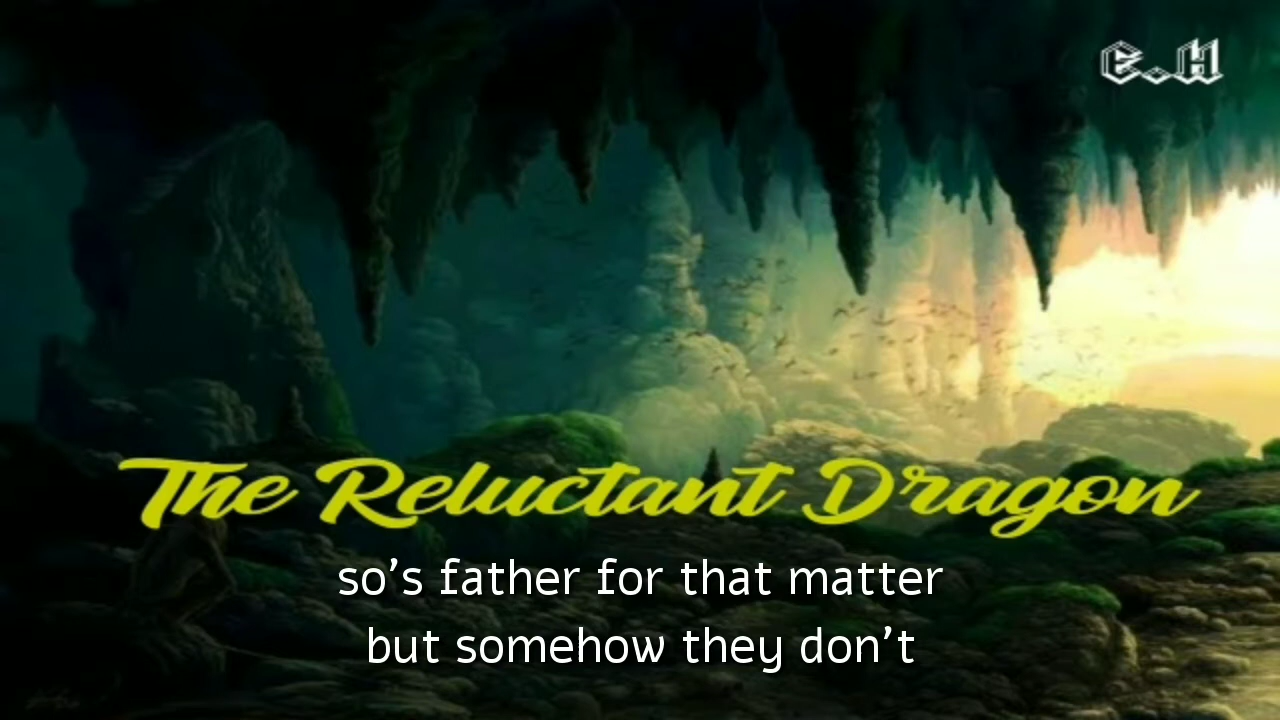 E.H
The Reluctant Dragon
so's father for that matter
but somehow they don't